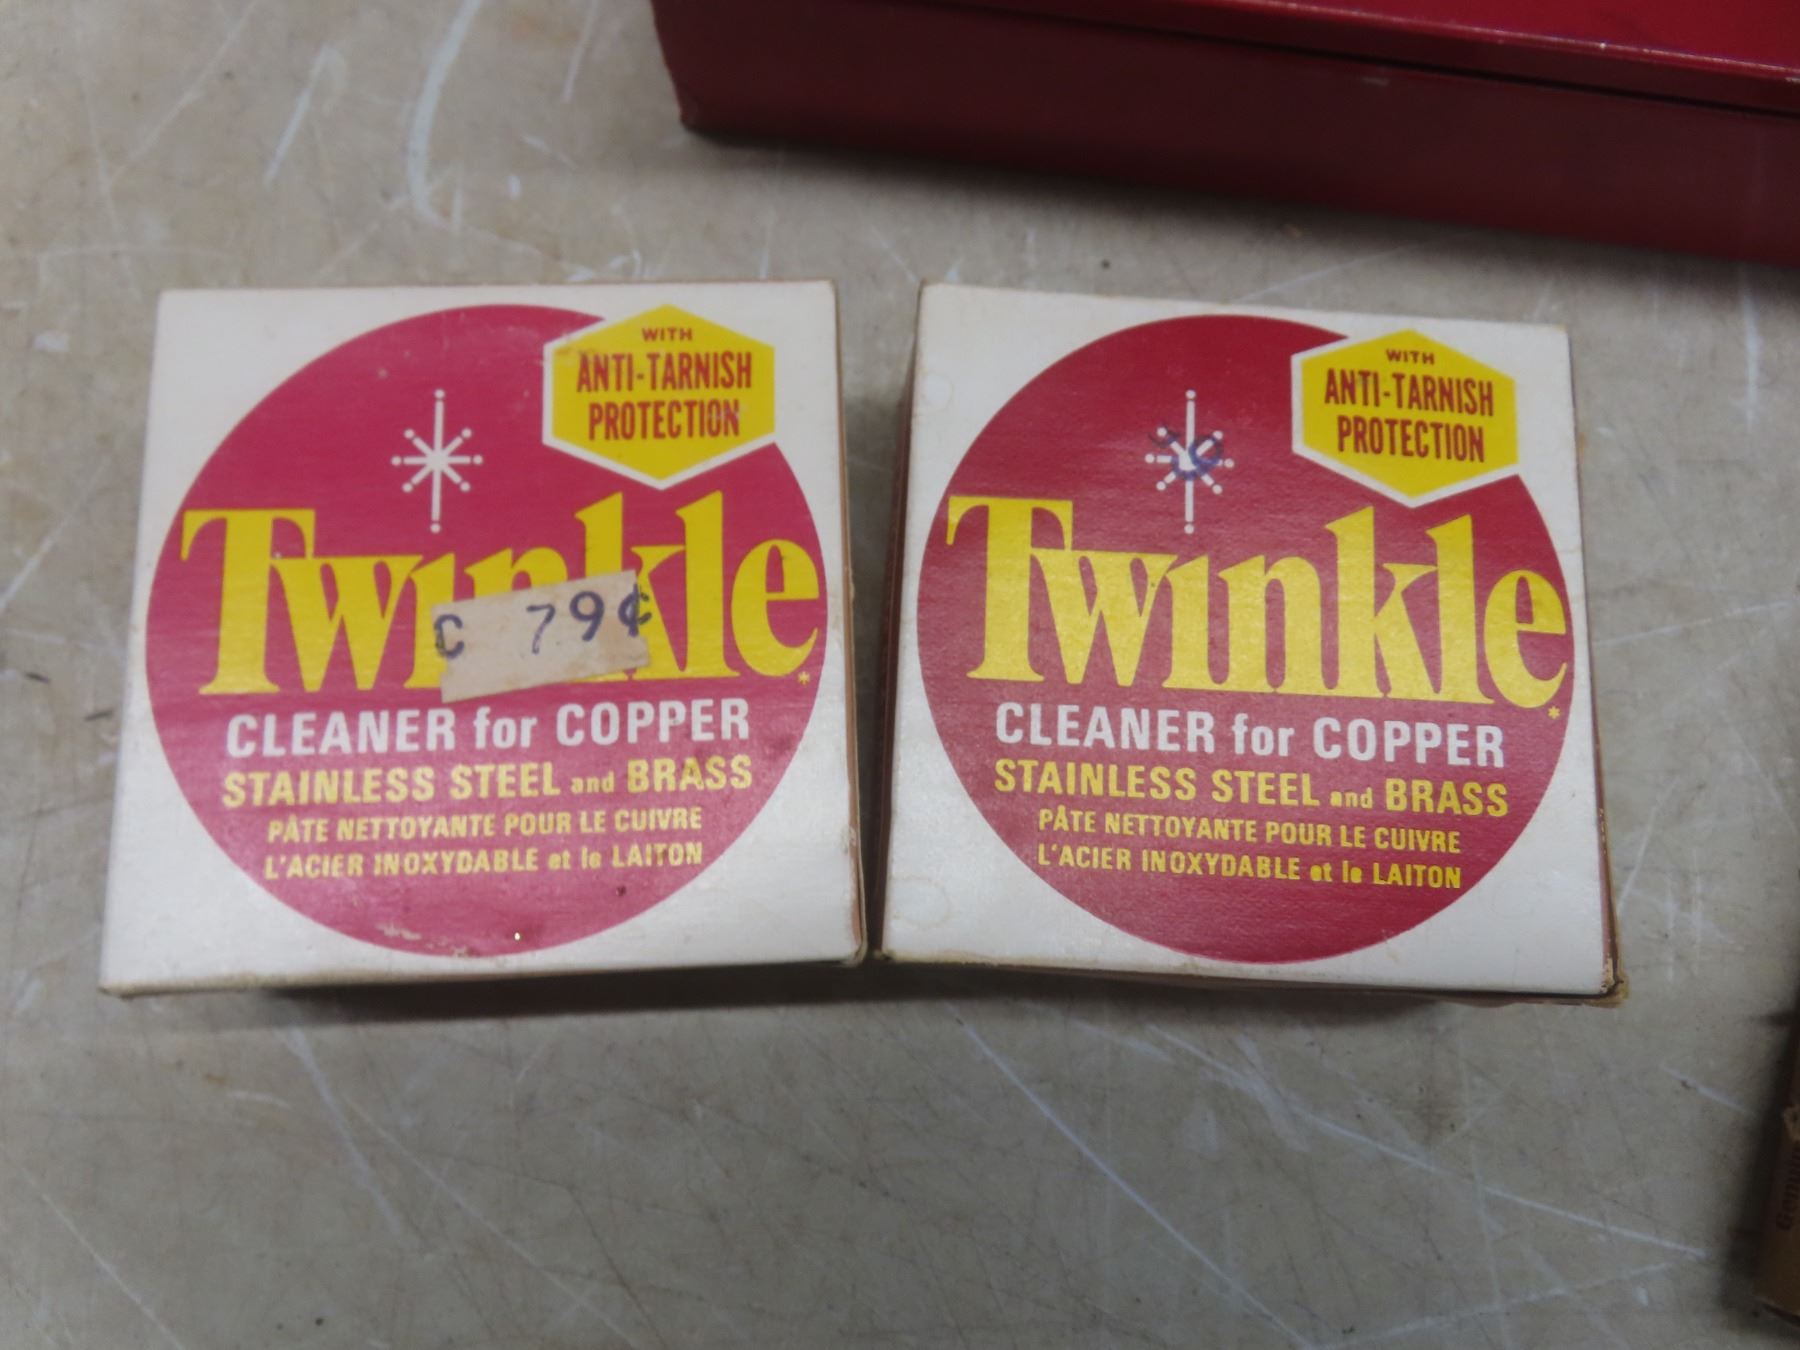 WITH
ANTI-TARNISH
PROTECTION
Twinkle*
C 79¢
CLEANER for COPPER
STAINLESS STEEL and BRASS
PÂTE NETTOYANTE POUR LE CUIVRE
L'ACIER INOXYDABLE et le LAITON
WITH
ANTI-TARNISH
PROTECTION
Twinkle*
CLEANER for COPPER
STAINLESS STEEL and BRASS
PÂTE NETTOYANTE POUR LE CUIVRE
L'ACIER INOXYDABLE et le LAITON